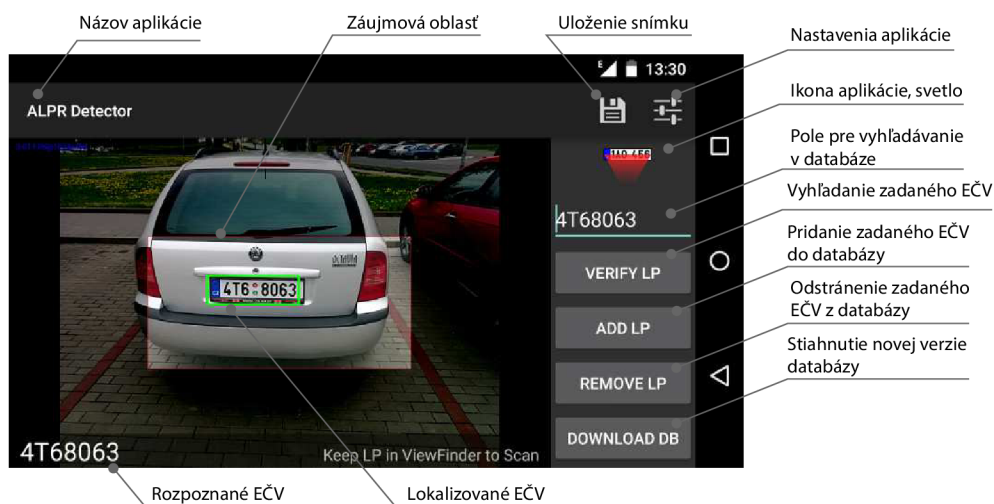 Názov aplikácie
Záujmová oblasť
Uloženie snímku
Nastavenia aplikácie
13:30
ALPR Detector
Ikona aplikácie, svetlo
Pole pre vyhľadávanie
v databáze
4T68063
Vyhľadanie zadaného EČV
VERIFY LP
Pridanie zadaného EČV
do databázy
ADD LP
Odstránenie zadaného
EČV z databázy
REMOVE LP
Stiahnutie novej verzie
databázy
DOWNLOAD DB
4T6 8063
4T68063
Keep LP in ViewFinder to Scan
Rozpoznané EČV
Lokalizované EČV